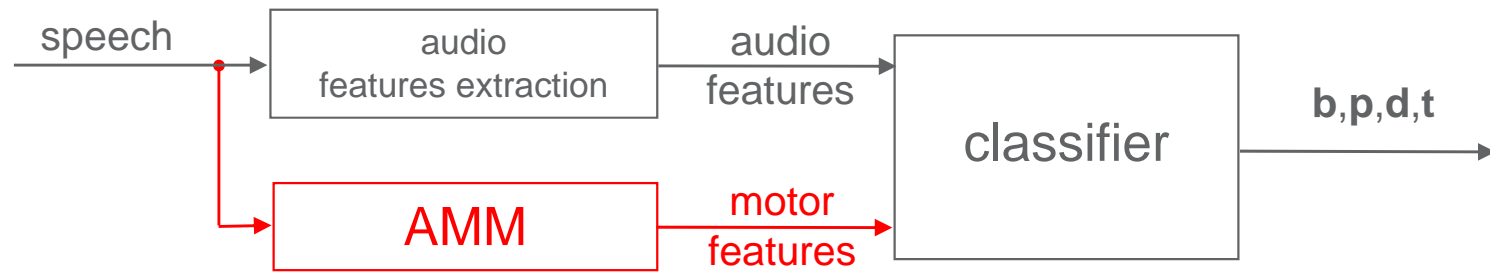 speech
audio
features extraction
audio
features
classifier
b,p,d,t
AMM
motor
features